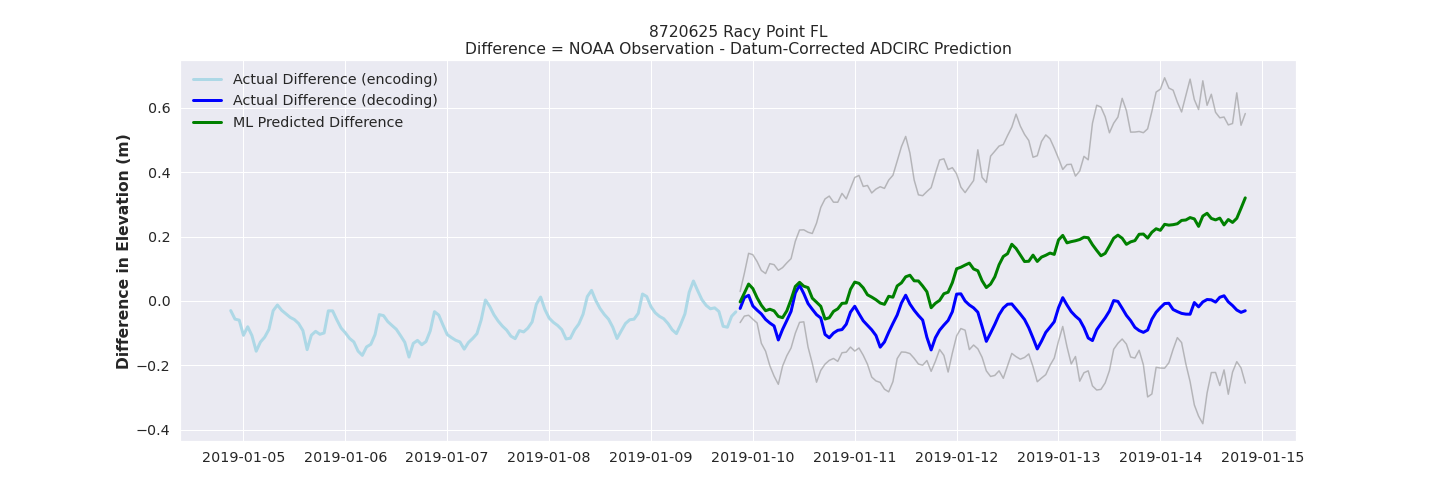 8720625 Racy Point FL
Difference = NOAA Observation - Datum-Corrected ADCIRC Prediction
Actual Difference (encoding)
Actual Difference (decoding)
ML Predicted Difference
Difference in Elevation (m)
0.6
0.4
0.2
0.0
−0.2
−0.4
2019-01-05 2019-01-06 2019-01-07 2019-01-08 2019-01-09 2019-01-10 2019-01-11 2019-01-12 2019-01-13 2019-01-14 2019-01-15